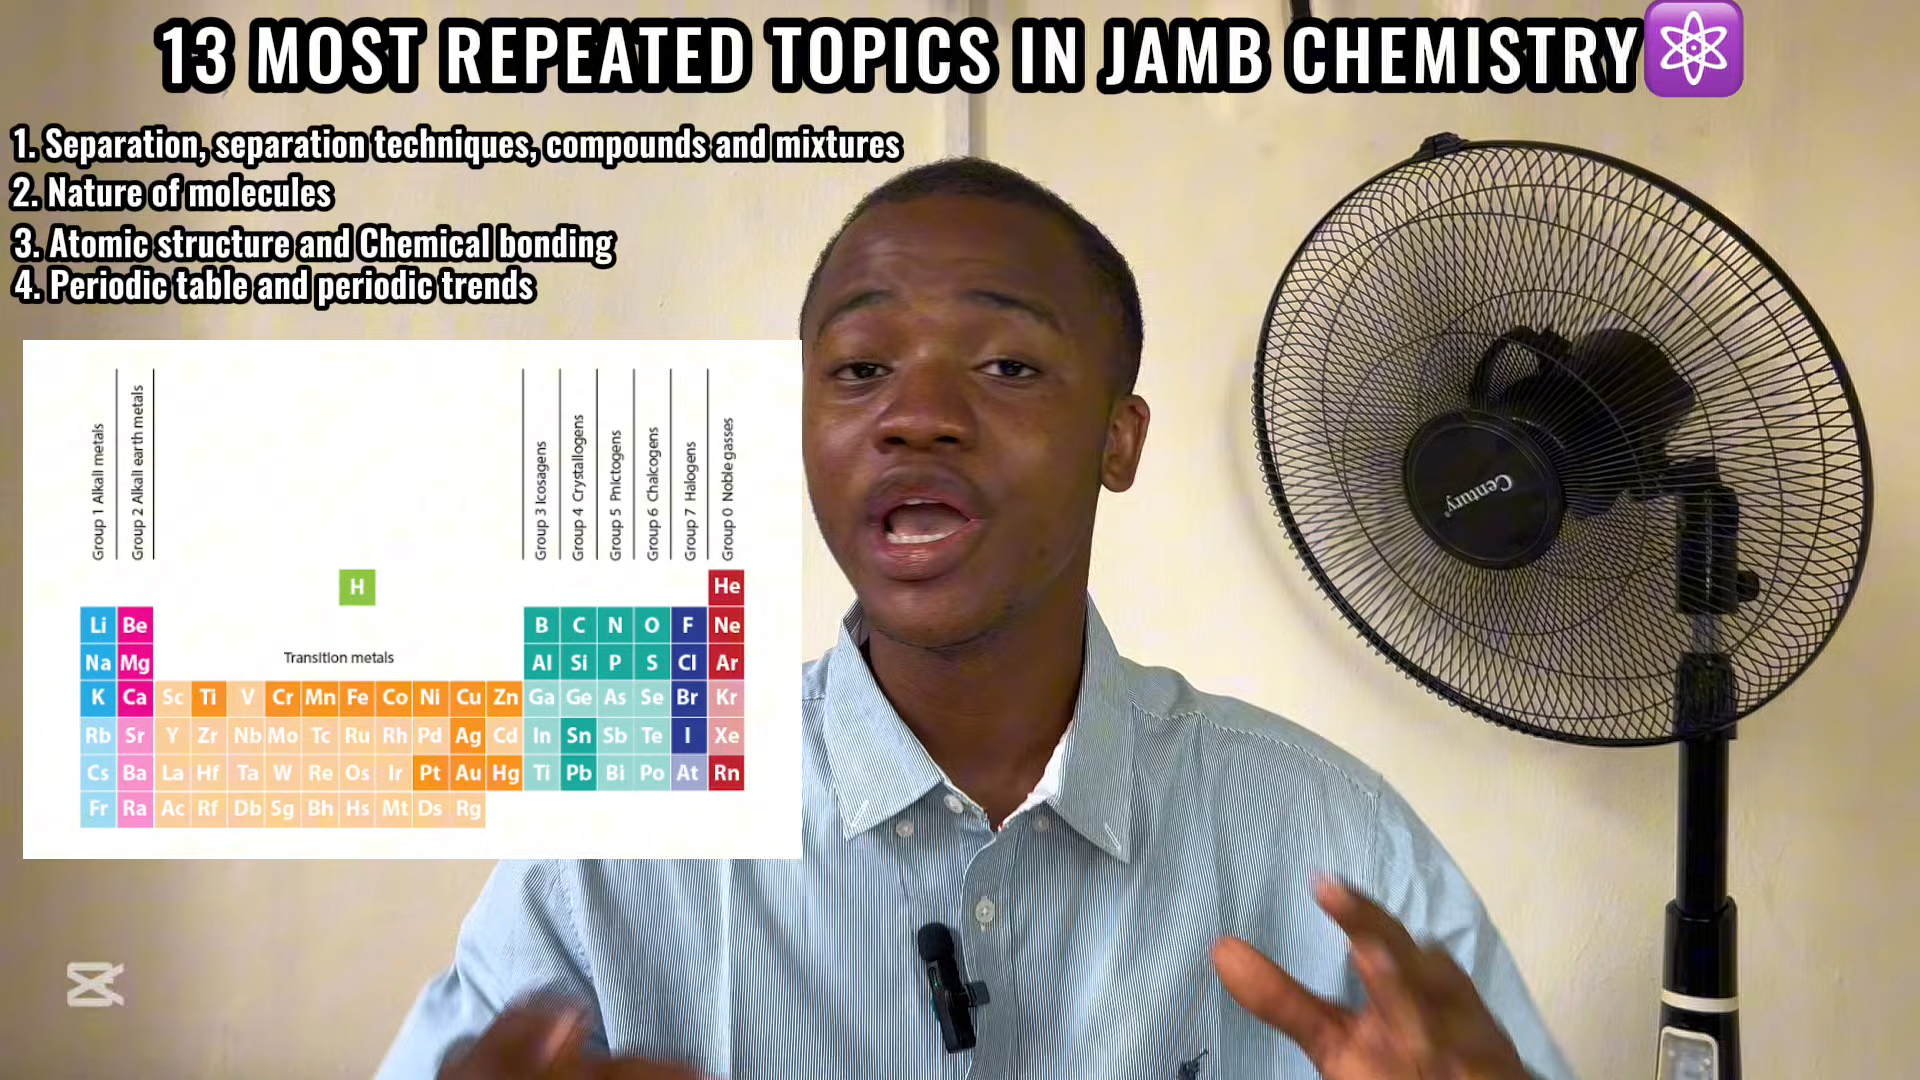 13 MOST REPEATED TOPICS IN JAMB CHEMISTRY
1. Separation, separation techniques, compounds and mixtures
2. Nature of molecules
3. Atomic structure and Chemical bonding
4. Periodic table and periodic trends
Group 1 Alkali metals
Group 2 Alkali earth metals
Group 3 Icosagens
Group 4 Crystallogens
Group 5 Pnictogens
Group 6 Chalcogens
Group 7 Halogens
Group 0 Noble gasses
H He
Li Be B C N O F Ne
Transition metals
Na Mg Al Si P S Cl Ar
K Ca Sc Ti V Cr Mn Fe Co Ni Cu Zn Ga Ge As Se Br Kr
Rb Sr Y Zr Nb Mo Tc Ru Rh Pd Ag Cd In Sn Sb Te I Xe
Cs Ba La Hf Ta W Re Os Ir Pt Au Hg Ti Pb Bi Po At Rn
Fr Ra Ac Rf Db Sg Bh Hs Mt Ds Rg
Century